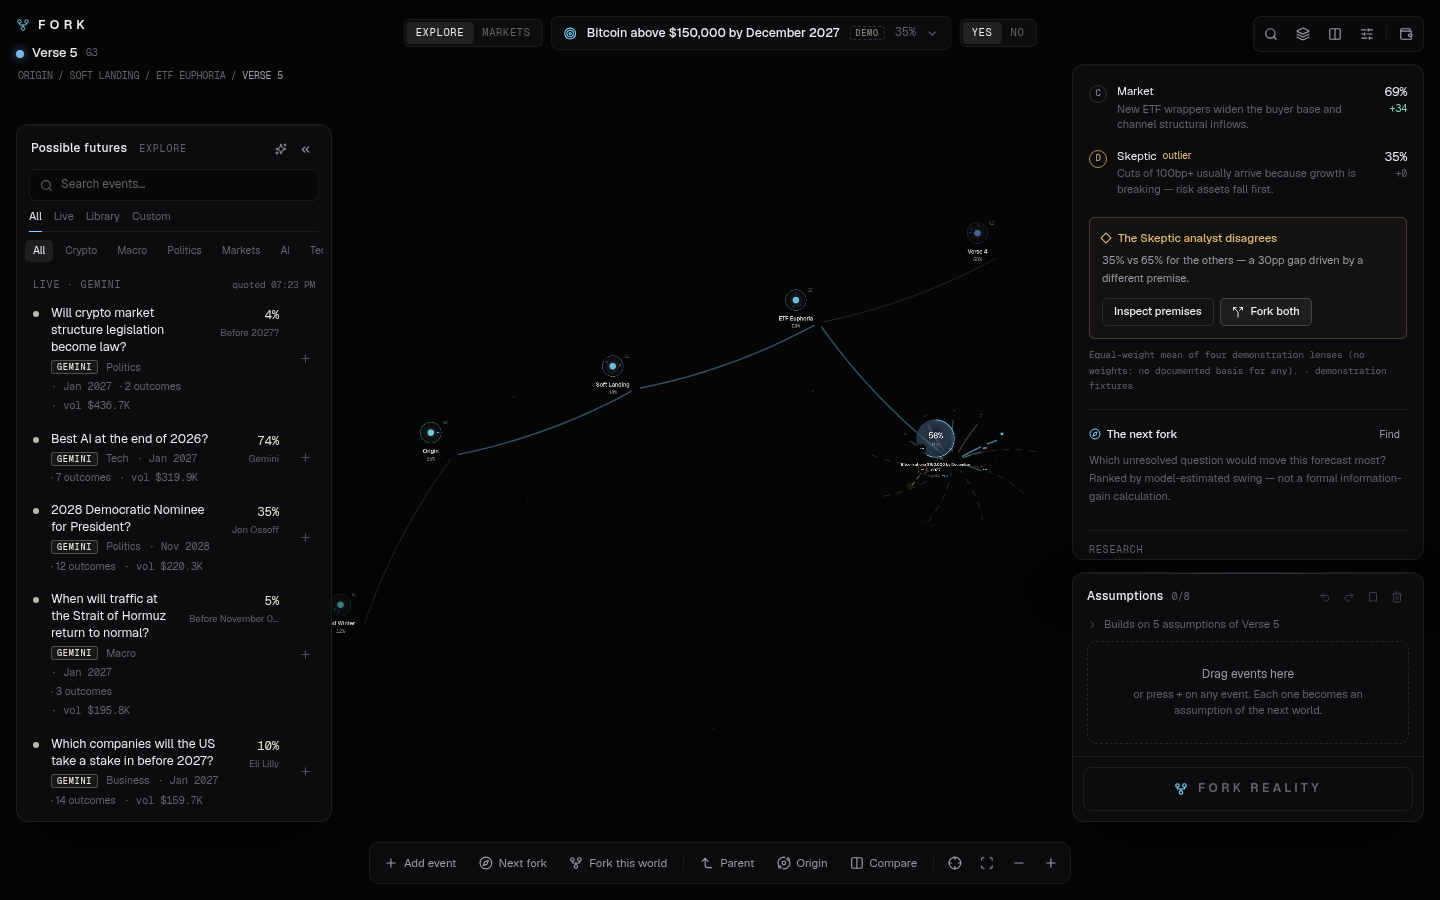 FORK
Verse 5 G3
ORIGIN / SOFT LANDING / ETF EUPHORIA / VERSE 5
EXPLORE MARKETS
Bitcoin above $150,000 by December 2027 DEMO 35%
YES NO
Possible futures EXPLORE
Search events...
All Live Library Custom
All Crypto Macro Politics Markets AI Tec
LIVE · GEMINI quoted 07:23 PM
Will crypto market structure legislation become law?
4%
Before 2027?
GEMINI Politics
· Jan 2027 · 2 outcomes
· vol $436.7K
Best AI at the end of 2026?
74%
Gemini
GEMINI Tech · Jan 2027
· 7 outcomes · vol $319.9K
2028 Democratic Nominee for President?
35%
Jon Ossoff
GEMINI Politics · Nov 2028
· 12 outcomes · vol $220.3K
When will traffic at the Strait of Hormuz return to normal?
5%
Before November O...
GEMINI Macro
· Jan 2027
· 3 outcomes
· vol $195.8K
Which companies will the US take a stake in before 2027?
10%
Eli Lilly
GEMINI Business · Jan 2027
· 14 outcomes · vol $159.7K
Verse 4
ETF Euphoria
Soft Landing
Origin
d Winter
12%
56%
Bitcoin above $150,000 by December 2027
C Market 69%
New ETF wrappers widen the buyer base and channel structural inflows.
+34
D Skeptic outlier 35%
Cuts of 100bp+ usually arrive because growth is breaking — risk assets fall first.
+0
The Skeptic analyst disagrees
35% vs 65% for the others — a 30pp gap driven by a different premise.
Inspect premises Fork both
Equal-weight mean of four demonstration lenses (no weights: no documented basis for any). · demonstration fixtures
The next fork Find
Which unresolved question would move this forecast most? Ranked by model-estimated swing — not a formal information-gain calculation.
RESEARCH
Assumptions 0/8
Builds on 5 assumptions of Verse 5
Drag events here
or press + on any event. Each one becomes an assumption of the next world.
FORK REALITY
Add event Next fork Fork this world Parent Origin Compare